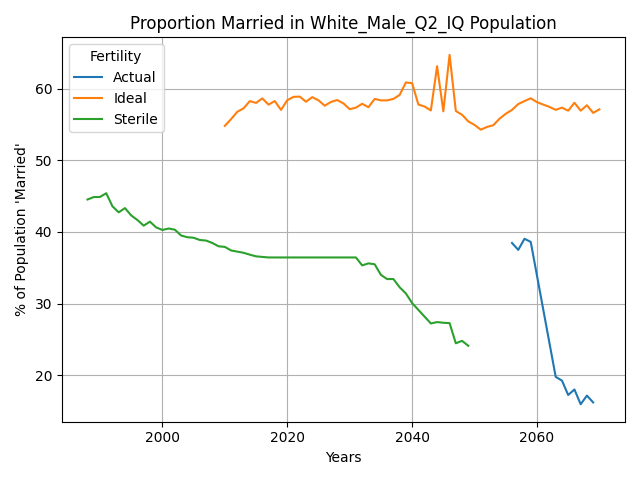 Proportion Married in White_Male_Q2_IQ Population
Fertility
Actual
Ideal
Sterile
% of Population 'Married'
60
50
40
30
20
2000
2020
2040
2060
Years